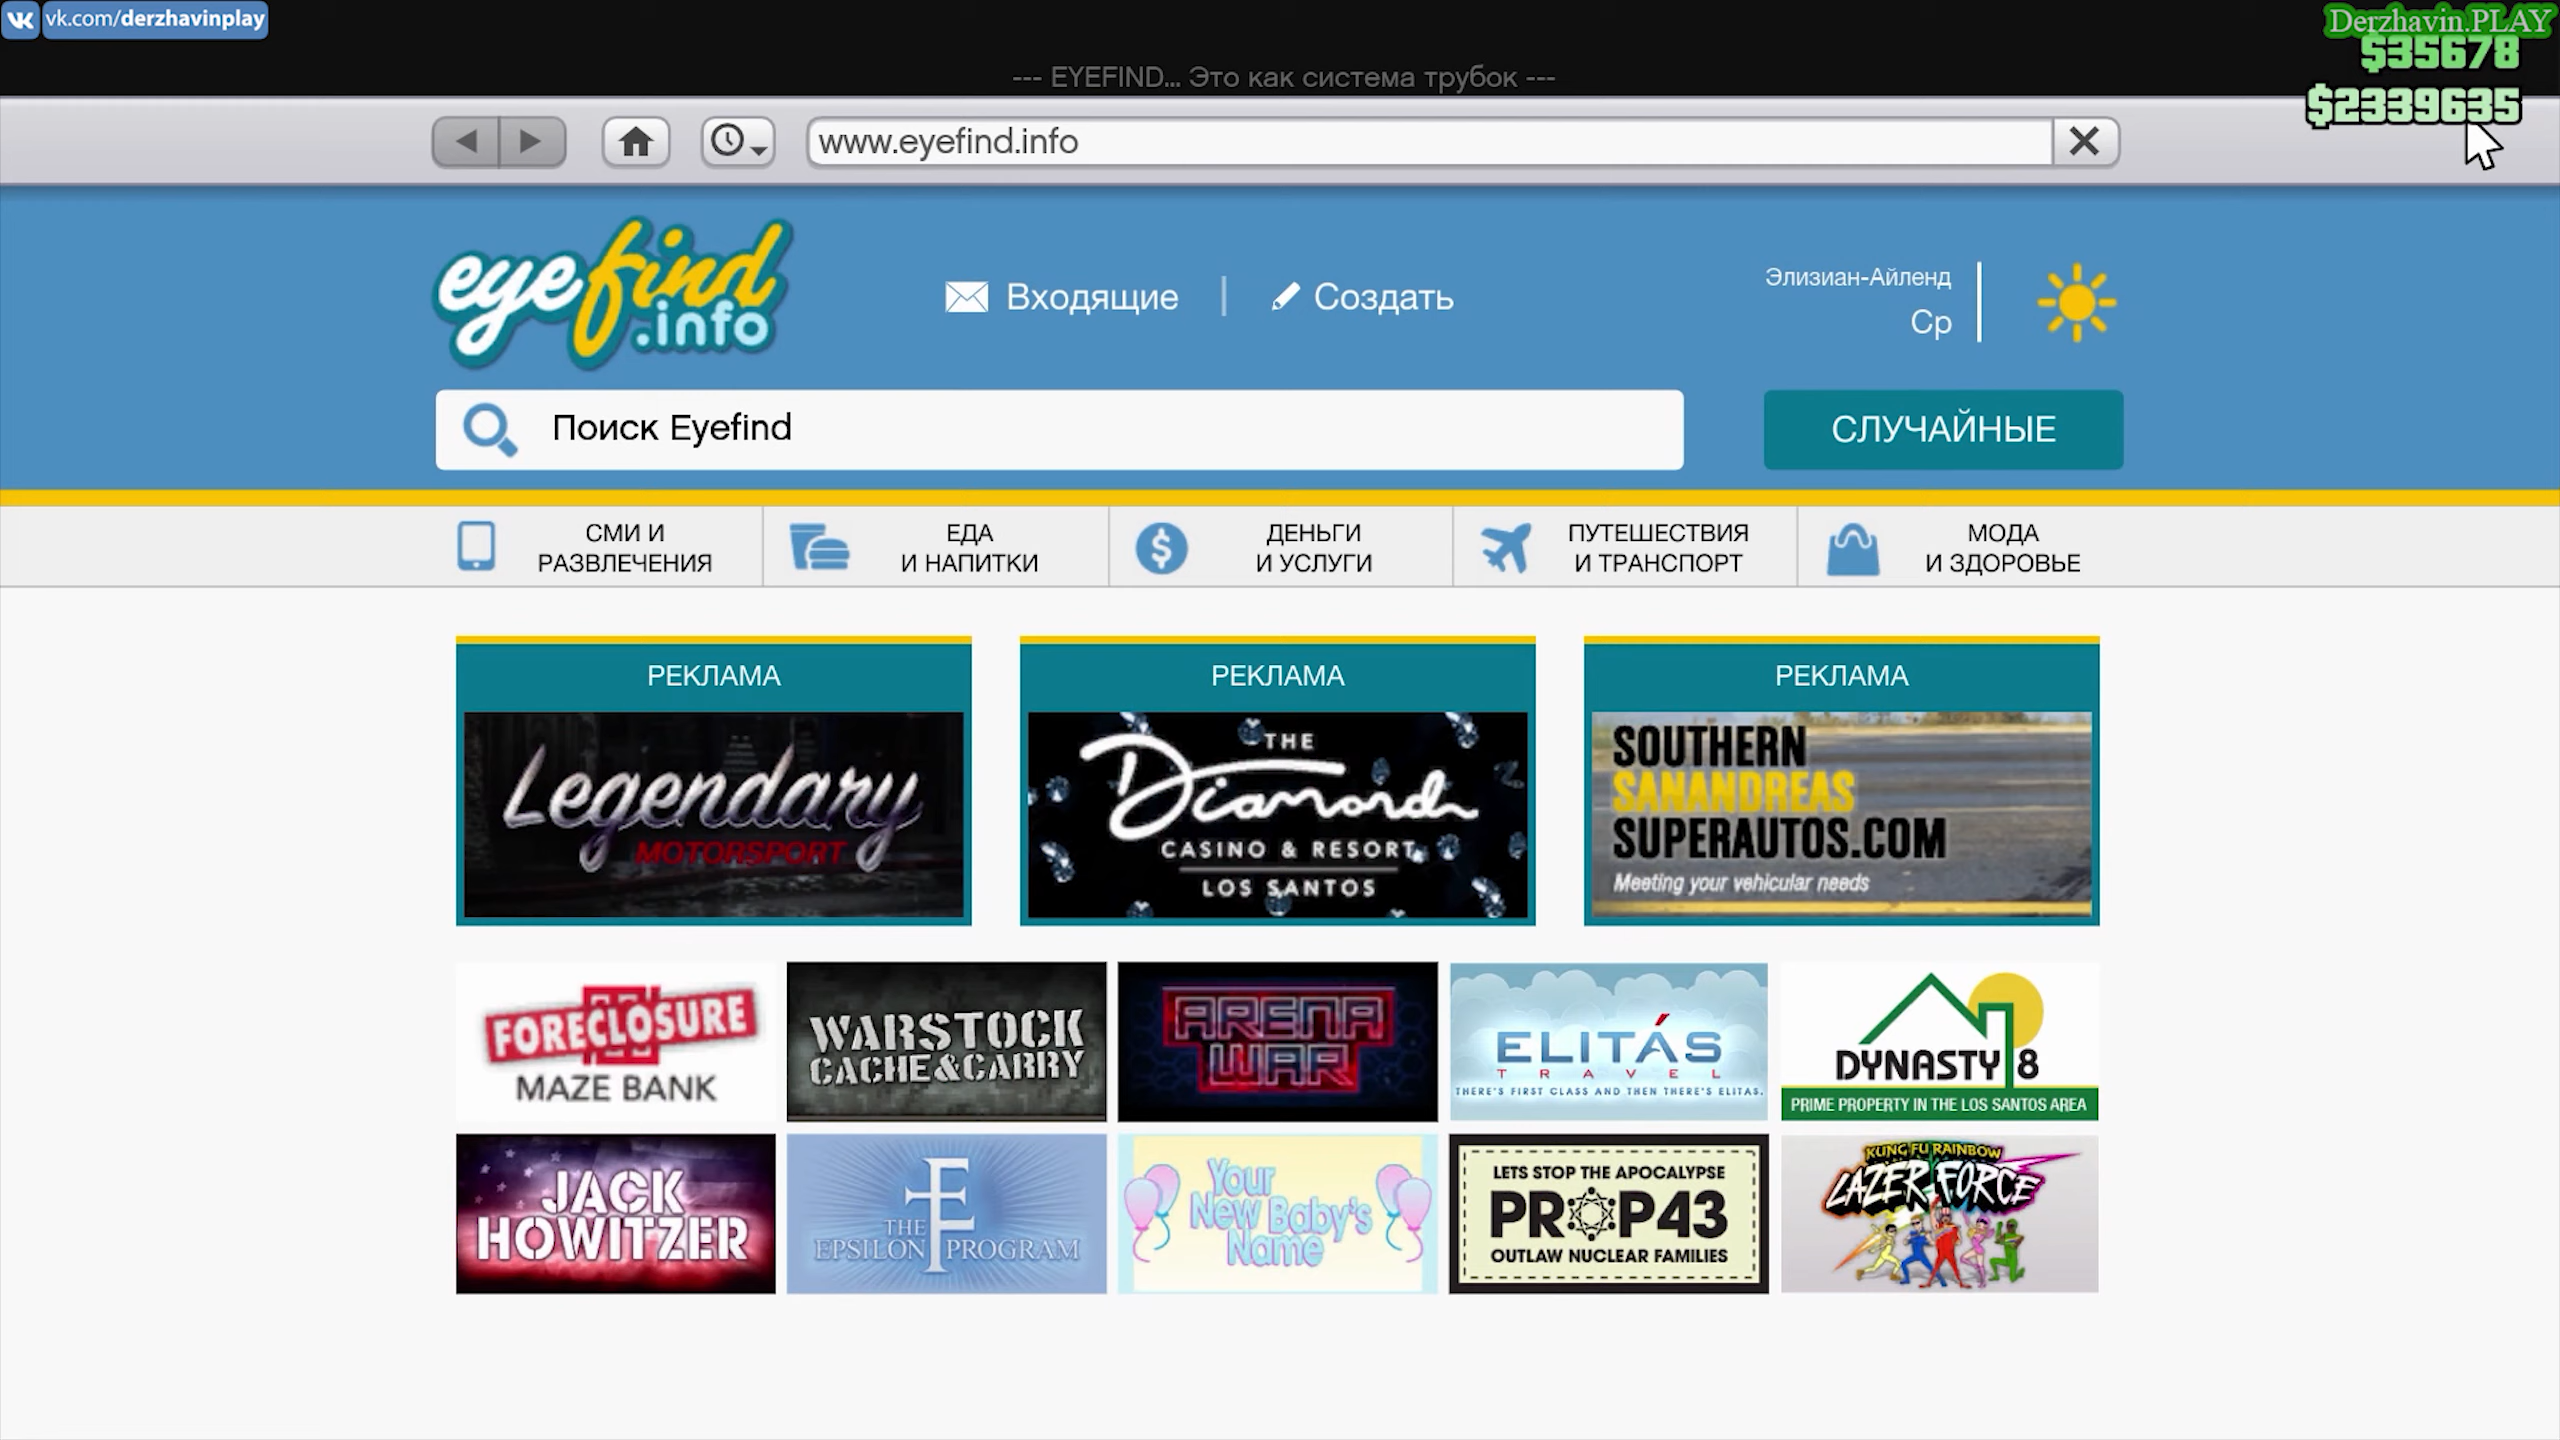 vk.com/derzhavinplay
Derzhavin.PLAY
$35678
--- EYEFIND... Это как система трубок ---
$2339635
www.eyefind.info
eyefind
.info
Входящие
Создать
Элизиан-Айленд
Ср
Поиск Eyefind
СЛУЧАЙНЫЕ
СМИ И
РАЗВЛЕЧЕНИЯ
ЕДА
И НАПИТКИ
ДЕНЬГИ
И УСЛУГИ
ПУТЕШЕСТВИЯ
И ТРАНСПОРТ
МОДА
И ЗДОРОВЬЕ
РЕКЛАМА
Legendary
MOTORSPORT
РЕКЛАМА
THE
Diamond
CASINO & RESORT
LOS SANTOS
РЕКЛАМА
SOUTHERN
SANANDREAS
SUPERAUTOS.COM
Meeting your vehicular needs
FORECLOSURE
MAZE BANK
WARSTOCK
CACHE&CARRY
ARENA
WAR
ELITÁS
TRAVEL
THERE'S FIRST CLASS AND THEN THERE'S ELITAS.
DYNASTY 8
PRIME PROPERTY IN THE LOS SANTOS AREA
JACK
HOWITZER
THE
EPSILON PROGRAM
Your
New Baby's
Name
LETS STOP THE APOCALYPSE
PROP43
OUTLAW NUCLEAR FAMILIES
KUNG FU RAINBOW
LAZER FORCE